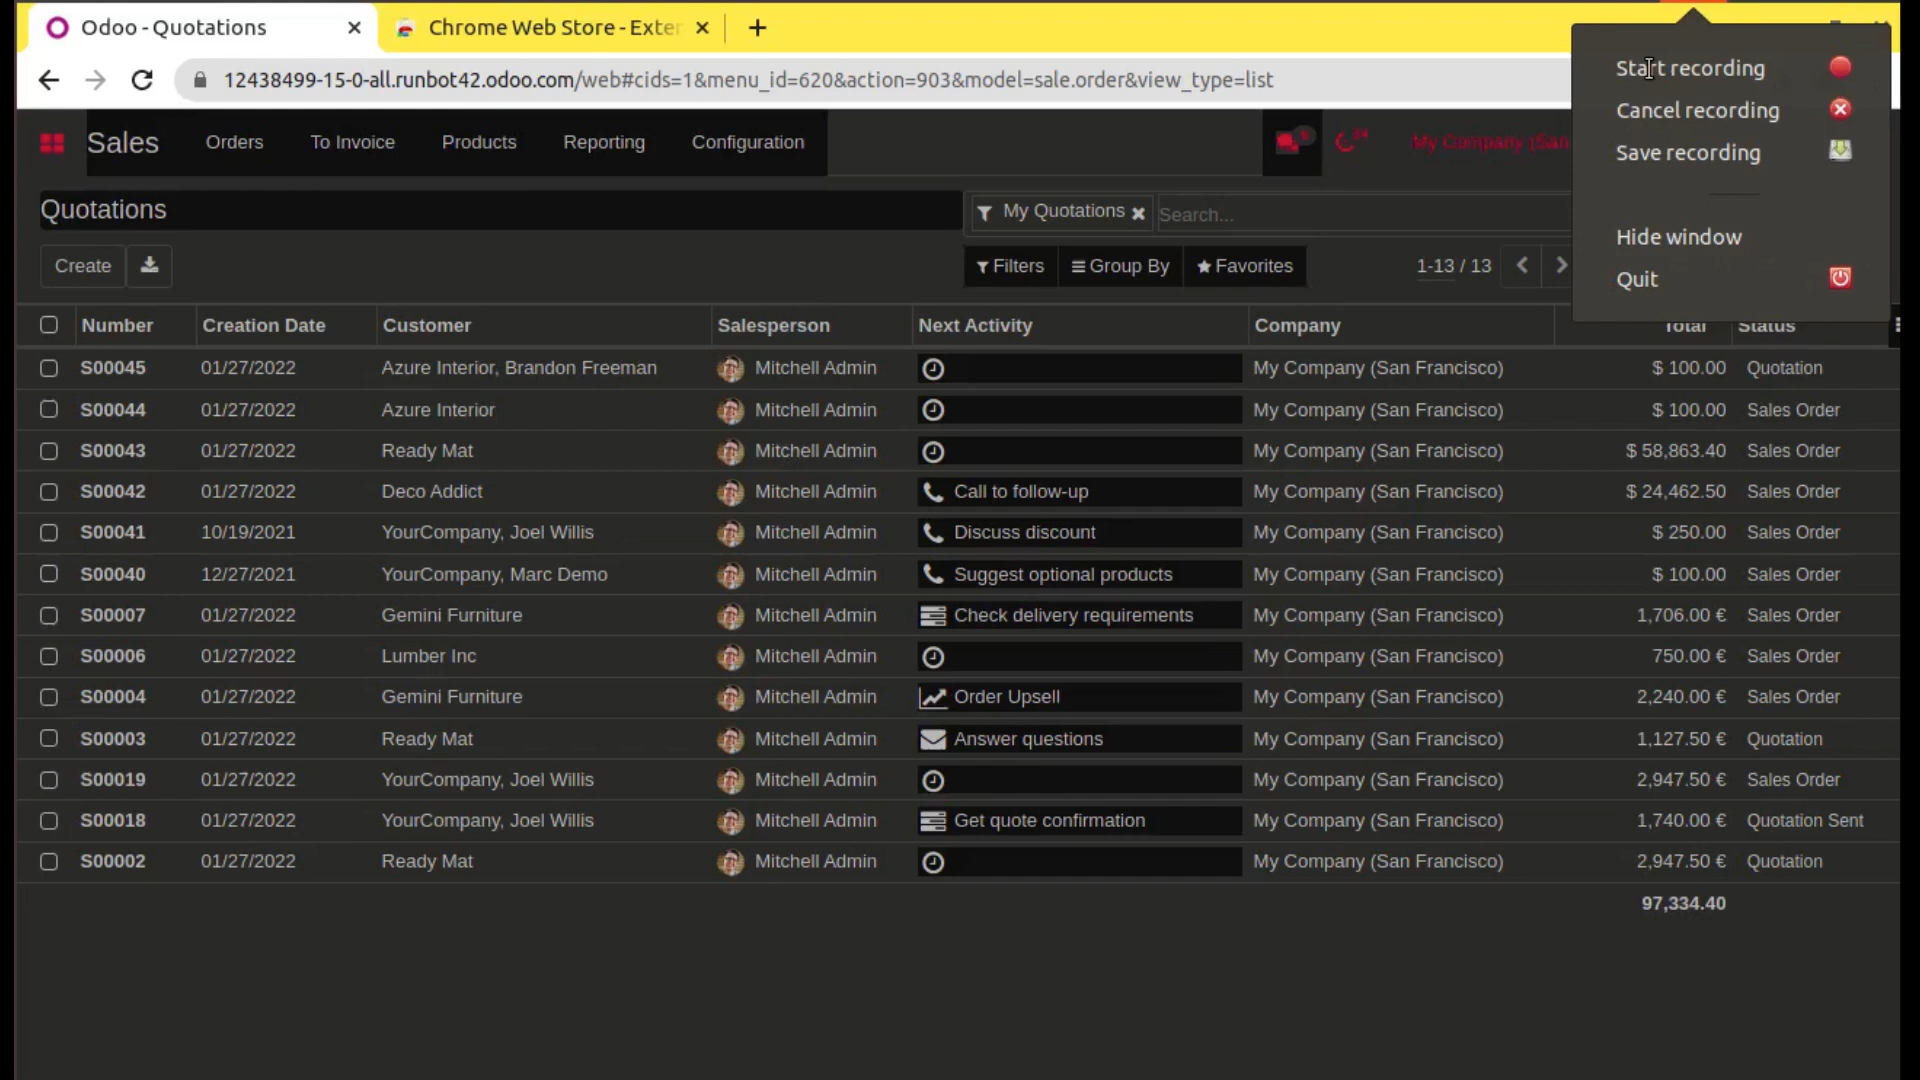 Odoo - Quotations
Chrome Web Store - Exter
12438499-15-0-all.runbot42.odoo.com/web#cids=1&menu_id=620&action=903&model=sale.order&view_type=list
Start recording
Cancel recording
Save recording
Hide window
Quit
Sales Orders To Invoice Products Reporting Configuration My Company (San
Quotations
My Quotations Search...
Create Filters Group By Favorites 1-13 / 13
Number Creation Date Customer Salesperson Next Activity Company Total Status
S00045 01/27/2022 Azure Interior, Brandon Freeman Mitchell Admin My Company (San Francisco) $ 100.00 Quotation
S00044 01/27/2022 Azure Interior Mitchell Admin My Company (San Francisco) $ 100.00 Sales Order
S00043 01/27/2022 Ready Mat Mitchell Admin My Company (San Francisco) $ 58,863.40 Sales Order
S00042 01/27/2022 Deco Addict Mitchell Admin Call to follow-up My Company (San Francisco) $ 24,462.50 Sales Order
S00041 10/19/2021 YourCompany, Joel Willis Mitchell Admin Discuss discount My Company (San Francisco) $ 250.00 Sales Order
S00040 12/27/2021 YourCompany, Marc Demo Mitchell Admin Suggest optional products My Company (San Francisco) $ 100.00 Sales Order
S00007 01/27/2022 Gemini Furniture Mitchell Admin Check delivery requirements My Company (San Francisco) 1,706.00 € Sales Order
S00006 01/27/2022 Lumber Inc Mitchell Admin My Company (San Francisco) 750.00 € Sales Order
S00004 01/27/2022 Gemini Furniture Mitchell Admin Order Upsell My Company (San Francisco) 2,240.00 € Sales Order
S00003 01/27/2022 Ready Mat Mitchell Admin Answer questions My Company (San Francisco) 1,127.50 € Quotation
S00019 01/27/2022 YourCompany, Joel Willis Mitchell Admin My Company (San Francisco) 2,947.50 € Sales Order
S00018 01/27/2022 YourCompany, Joel Willis Mitchell Admin Get quote confirmation My Company (San Francisco) 1,740.00 € Quotation Sent
S00002 01/27/2022 Ready Mat Mitchell Admin My Company (San Francisco) 2,947.50 € Quotation
97,334.40